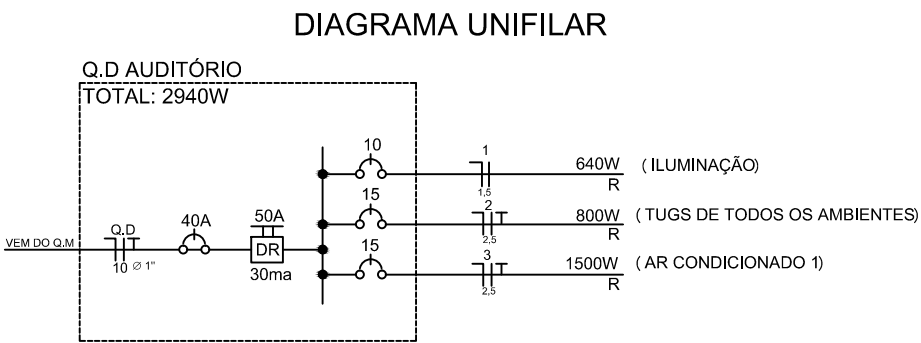 DIAGRAMA UNIFILAR
Q.D AUDITÓRIO
TOTAL: 2940W
VEM DO Q.M
Q.D
10 Ø 1"
40A
50A
DR
30ma
10
1
1,5
640W
R
( ILUMINAÇÃO)
15
2
2,5
800W
R
( TUGS DE TODOS OS AMBIENTES)
15
3
2,5
1500W
R
( AR CONDICIONADO 1)